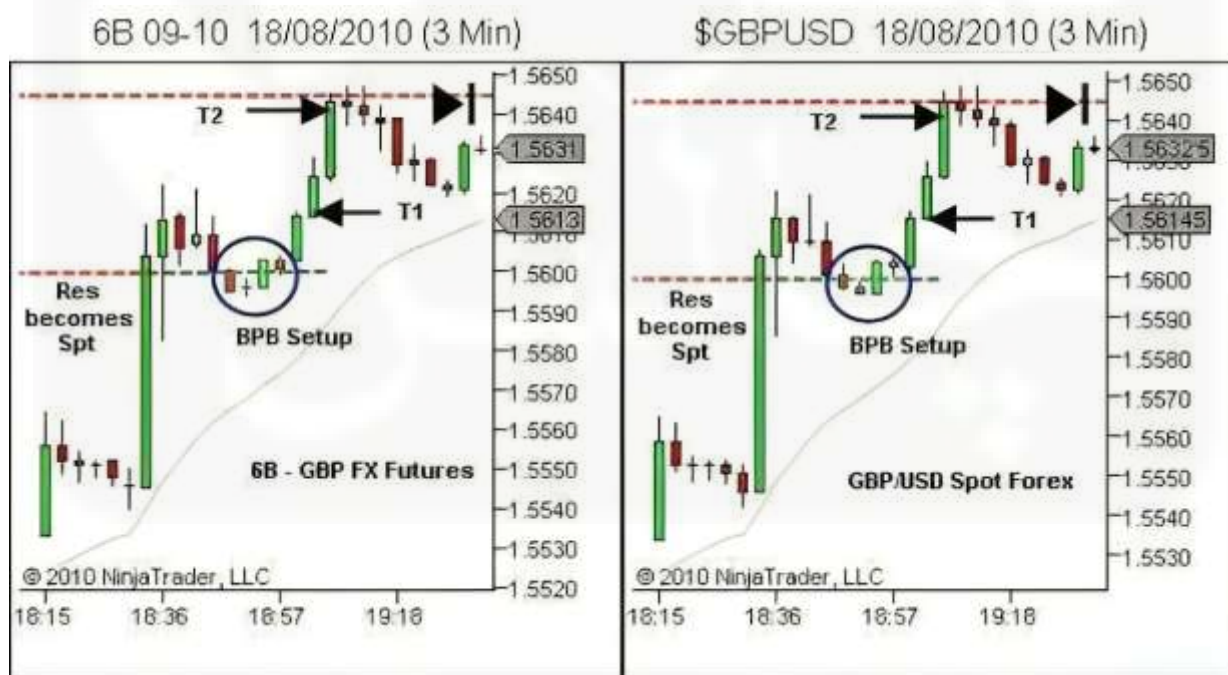 6B 09-10 18/08/2010 (3 Min)
1.5650
T2
1.5640
1.5631
1.5620
T1
1.5613
1.5610
1.5600
Res
becomes
Spt
1.5590
BPB Setup
1.5580
1.5570
1.5560
6B - GBP FX Futures
1.5550
1.5540
1.5530
© 2010 NinjaTrader, LLC
1.5520
18:15 18:36 18:57 19:18
$GBPUSD 18/08/2010 (3 Min)
1.5650
T2
1.5640
1.56325
1.5620
T1
1.56145
1.5610
1.5600
Res
becomes
Spt
1.5590
BPB Setup
1.5580
1.5570
1.5560
GBP/USD Spot Forex
1.5550
1.5540
1.5530
© 2010 NinjaTrader, LLC
18:15 18:36 18:57 19:18